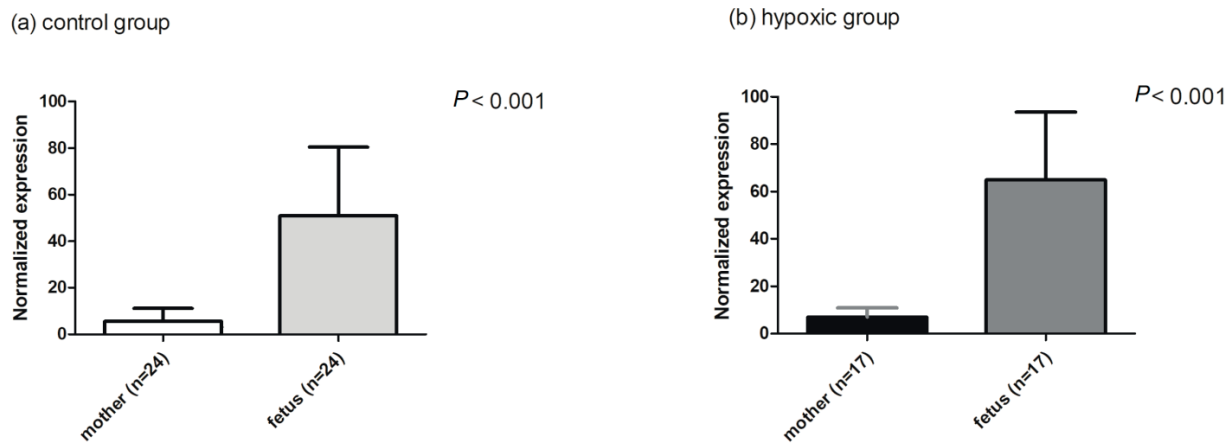 (a) control group
P < 0.001
Normalized expression
100
80
60
40
20
0
mother (n=24)
fetus (n=24)
(b) hypoxic group
P < 0.001
Normalized expression
100
80
60
40
20
0
mother (n=17)
fetus (n=17)